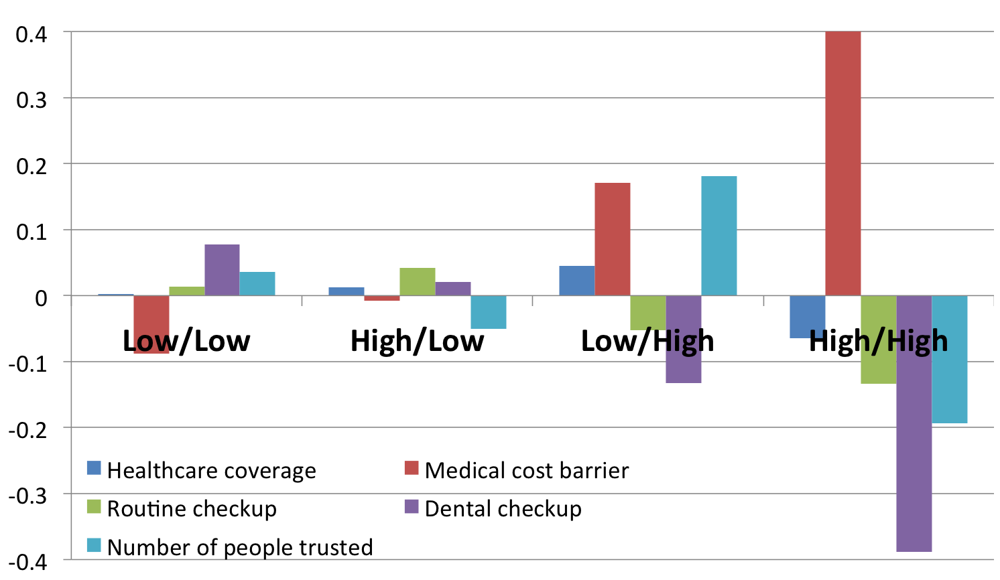 0.4
0.3
0.2
0.1
0
Low/Low High/Low Low/High High/High
-0.1
-0.2
Healthcare coverage Medical cost barrier
-0.3
Routine checkup Dental checkup
Number of people trusted
-0.4